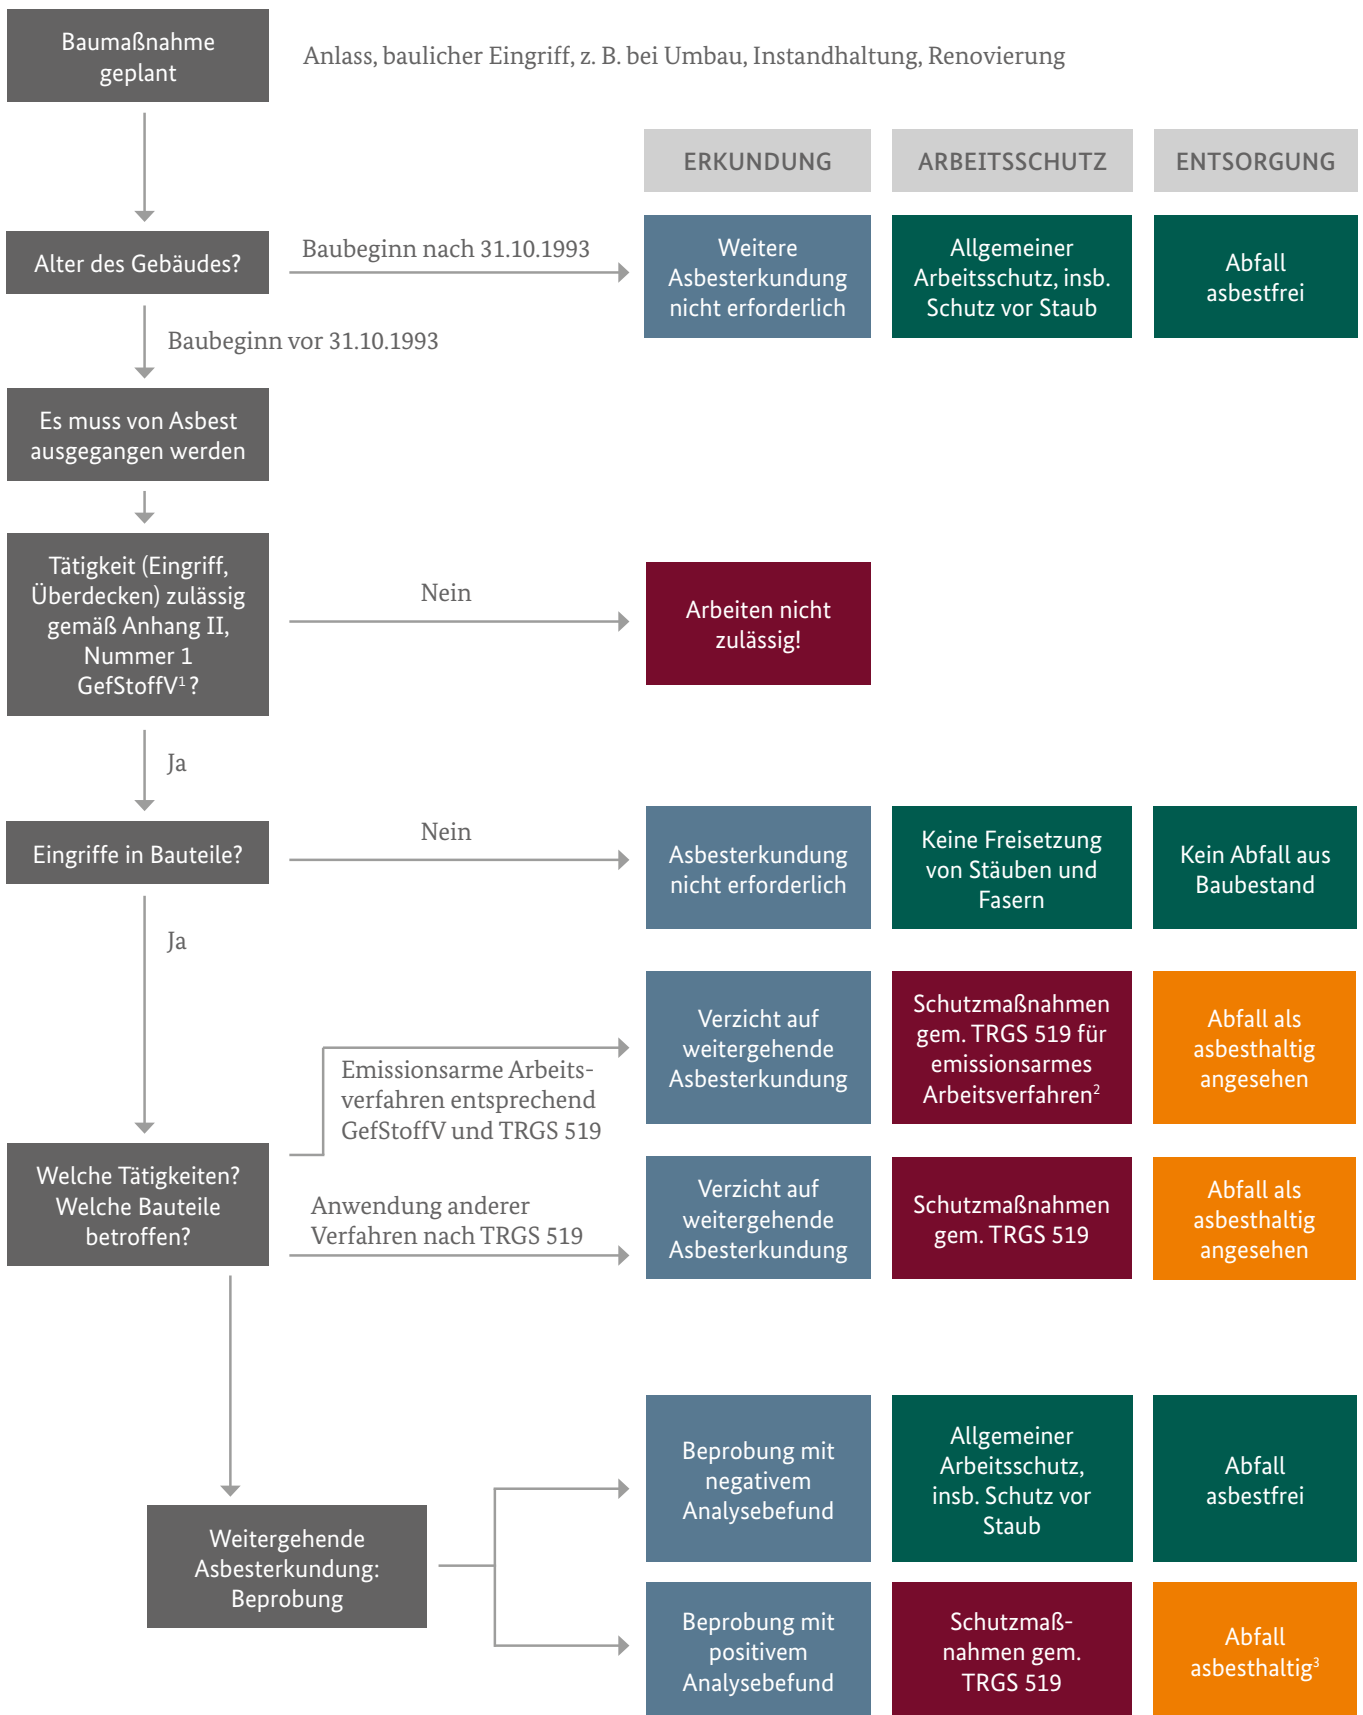 Baumaßnahme
geplant
Anlass, baulicher Eingriff, z. B. bei Umbau, Instandhaltung, Renovierung
ERKUNDUNG
ARBEITSSCHUTZ
ENTSORGUNG
Alter des Gebäudes?
Baubeginn nach 31.10.1993
Weitere
Asbesterkundung
nicht erforderlich
Allgemeiner
Arbeitsschutz, insb.
Schutz vor Staub
Abfall
asbestfrei
Baubeginn vor 31.10.1993
Es muss von Asbest
ausgegangen werden
Tätigkeit (Eingriff,
Überdecken) zulässig
gemäß Anhang II,
Nummer 1
GefStoffV¹ ?
Nein
Arbeiten nicht
zulässig!
Ja
Eingriffe in Bauteile?
Nein
Asbesterkundung
nicht erforderlich
Keine Freisetzung
von Stäuben und
Fasern
Kein Abfall aus
Baubestand
Ja
Emissionsarme Arbeits-
verfahren entsprechend
GefStoffV und TRGS 519
Verzicht auf
weitergehende
Asbesterkundung
Schutzmaßnahmen
gem. TRGS 519 für
emissionsarmes
Arbeitsverfahren²
Abfall als
asbesthaltig
angesehen
Welche Tätigkeiten?
Welche Bauteile
betroffen?
Anwendung anderer
Verfahren nach TRGS 519
Verzicht auf
weitergehende
Asbesterkundung
Schutzmaßnahmen
gem. TRGS 519
Abfall als
asbesthaltig
angesehen
Weitergehende
Asbesterkundung:
Beprobung
Beprobung mit
negativem
Analysebefund
Allgemeiner
Arbeitsschutz,
insb. Schutz vor
Staub
Abfall
asbestfrei
Beprobung mit
positivem
Analysebefund
Schutzmaß-
nahmen gem.
TRGS 519
Abfall
asbesthaltig³